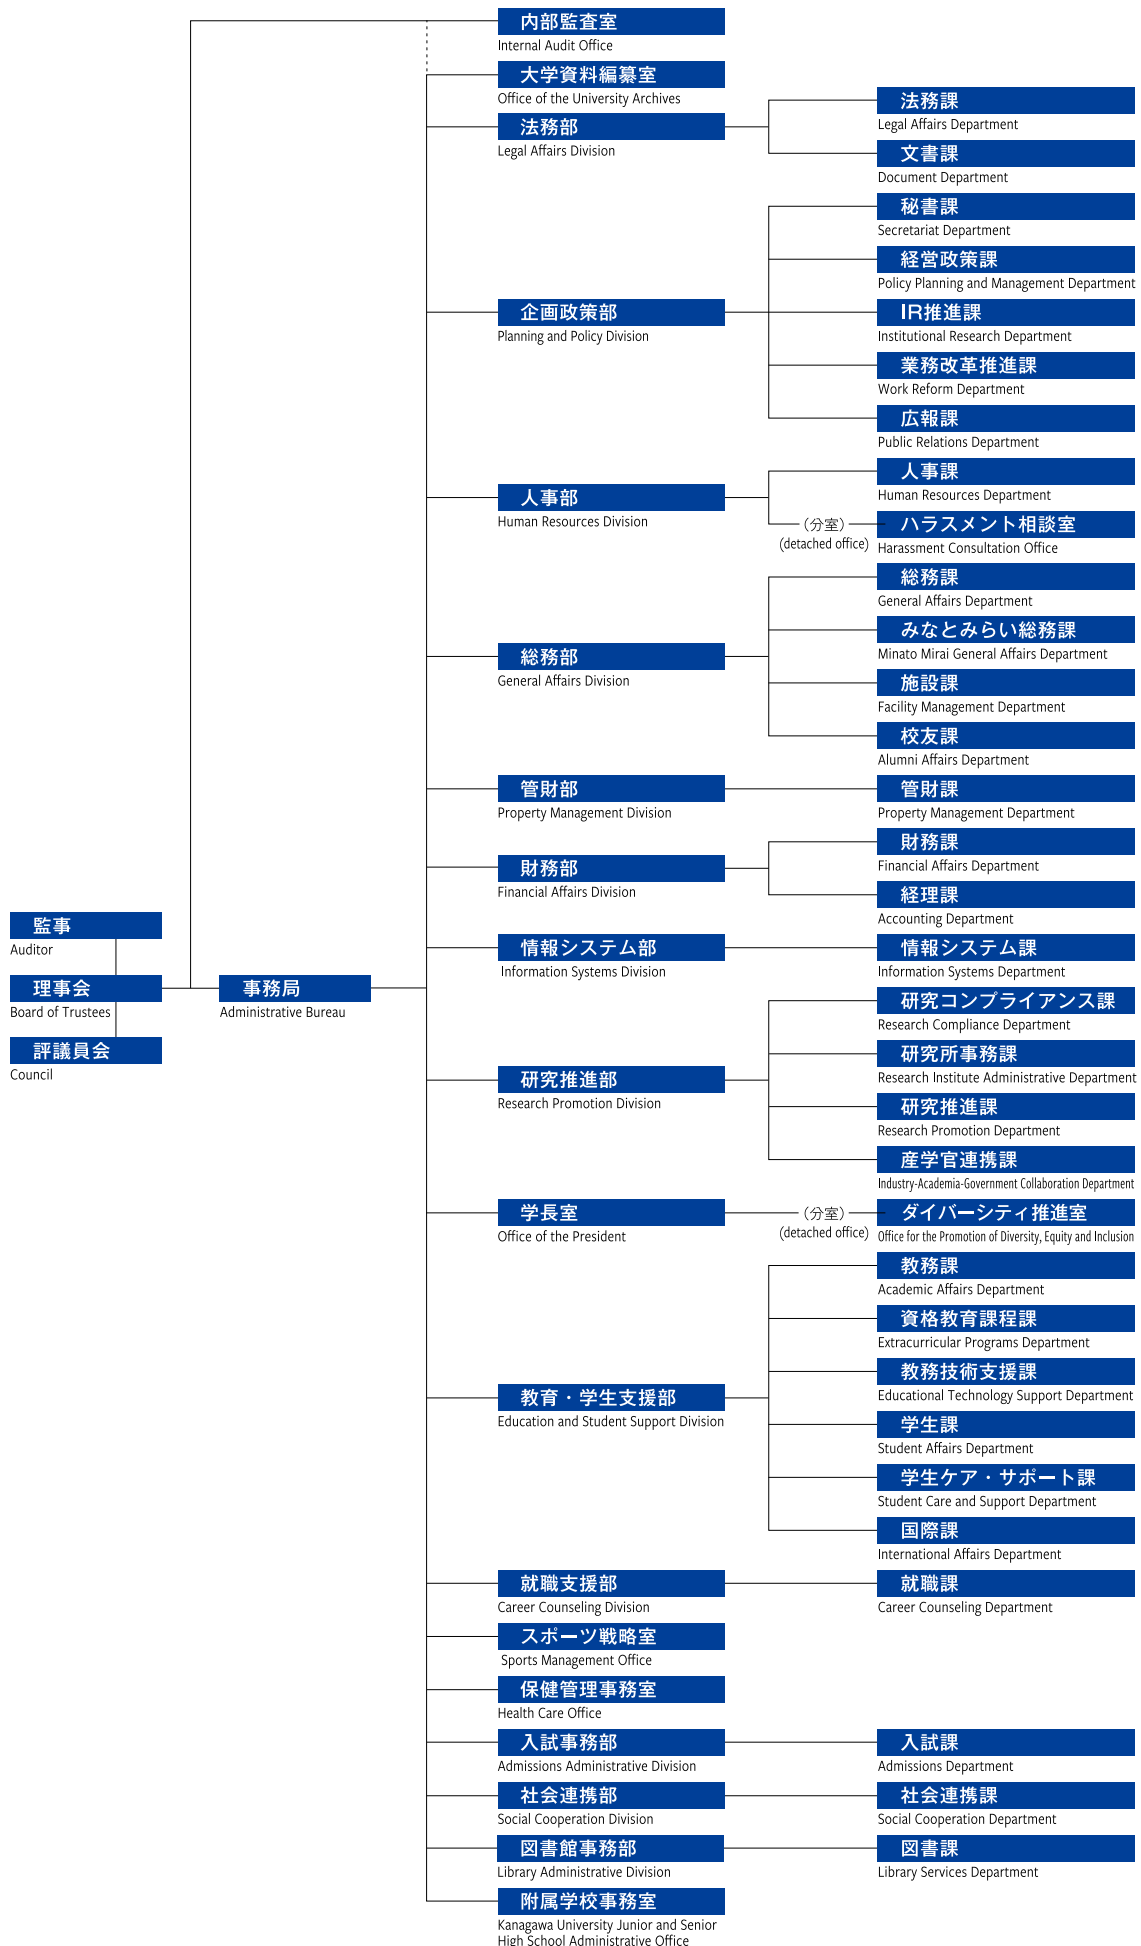 監事
Auditor
理事会
Board of Trustees
評議員会
Council
事務局
Administrative Bureau
内部監査室
Internal Audit Office
大学資料編纂室
Office of the University Archives
法務部
Legal Affairs Division
法務課
Legal Affairs Department
文書課
Document Department
企画政策部
Planning and Policy Division
秘書課
Secretariat Department
経営政策課
Policy Planning and Management Department
IR推進課
Institutional Research Department
業務改革推進課
Work Reform Department
広報課
Public Relations Department
人事部
Human Resources Division
人事課
Human Resources Department
（分室）
(detached office)
ハラスメント相談室
Harassment Consultation Office
総務部
General Affairs Division
総務課
General Affairs Department
みなとみらい総務課
Minato Mirai General Affairs Department
施設課
Facility Management Department
校友課
Alumni Affairs Department
管財部
Property Management Division
管財課
Property Management Department
財務部
Financial Affairs Division
財務課
Financial Affairs Department
経理課
Accounting Department
情報システム部
Information Systems Division
情報システム課
Information Systems Department
研究推進部
Research Promotion Division
研究コンプライアンス課
Research Compliance Department
研究所事務課
Research Institute Administrative Department
研究推進課
Research Promotion Department
産学官連携課
Industry-Academia-Government Collaboration Department
学長室
Office of the President
（分室）
(detached office)
ダイバーシティ推進室
Office for the Promotion of Diversity, Equity and Inclusion
教育・学生支援部
Education and Student Support Division
教務課
Academic Affairs Department
資格教育課程課
Extracurricular Programs Department
教務技術支援課
Educational Technology Support Department
学生課
Student Affairs Department
学生ケア・サポート課
Student Care and Support Department
国際課
International Affairs Department
就職支援部
Career Counseling Division
就職課
Career Counseling Department
スポーツ戦略室
Sports Management Office
保健管理事務室
Health Care Office
入試事務部
Admissions Administrative Division
入試課
Admissions Department
社会連携部
Social Cooperation Division
社会連携課
Social Cooperation Department
図書館事務部
Library Administrative Division
図書課
Library Services Department
附属学校事務室
Kanagawa University Junior and Senior
High School Administrative Office